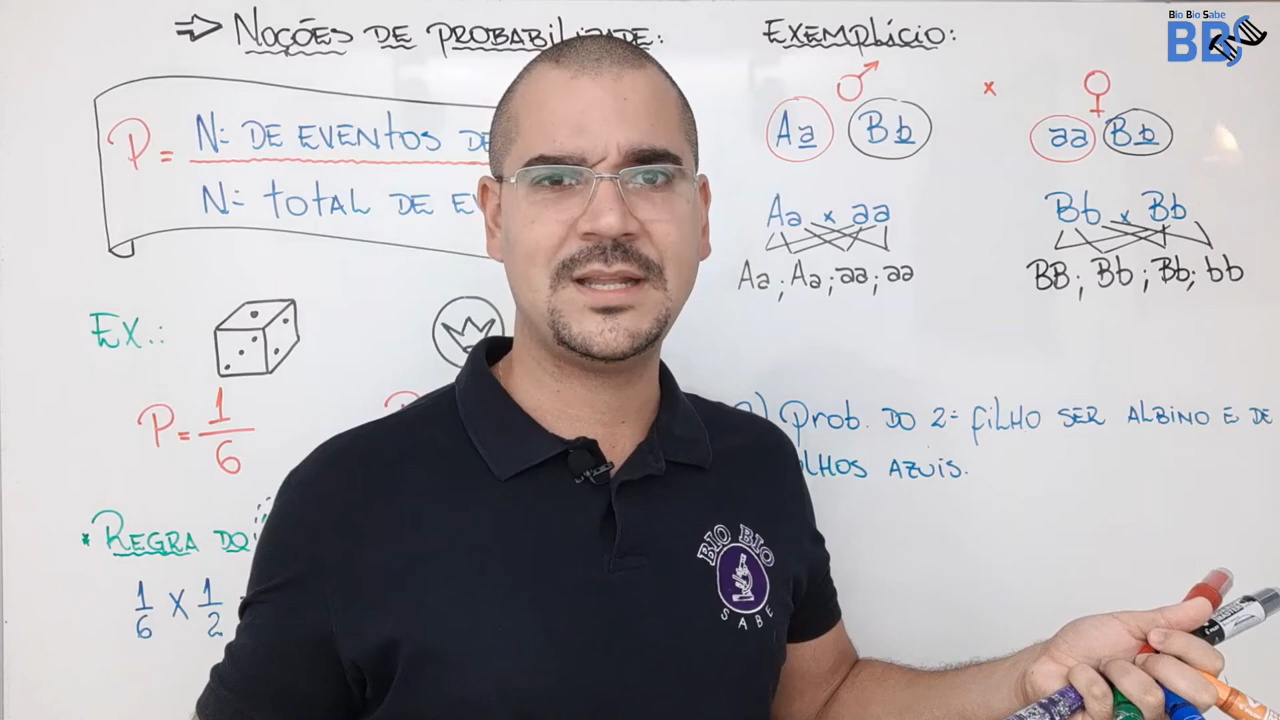 ⇒ NOÇÕES DE PROBABILIDADE:
P = Nº DE EVENTOS
Nº TOTAL DE
EX.:
P = 1/6
* REGRA DO
1/6 X 1/2
EXEMPLÍCIO:
♂ x ♀
Aa Bb aa Bb
Aa x aa
Aa ; Aa ; aa ; aa
Bb x Bb
BB ; Bb ; Bb ; bb
Prob. DO 2º FILHO SER ALBINO E DE
OLHOS AZUIS.
Bio Bio Sabe
BBS
BIO BIO
SABE